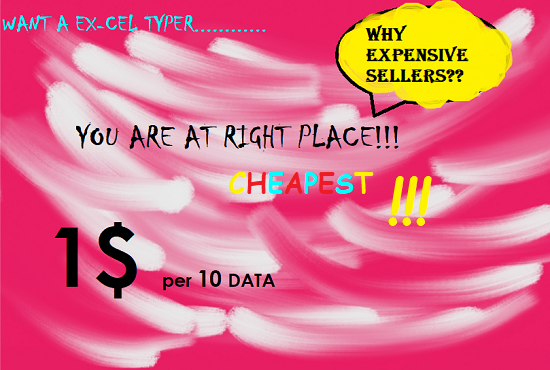 WANT A EX-CEL TYPER............
WHY
EXPENSIVE
SELLERS??
YOU ARE AT RIGHT PLACE!!!
CHEAPEST !!!
1$ per 10 DATA